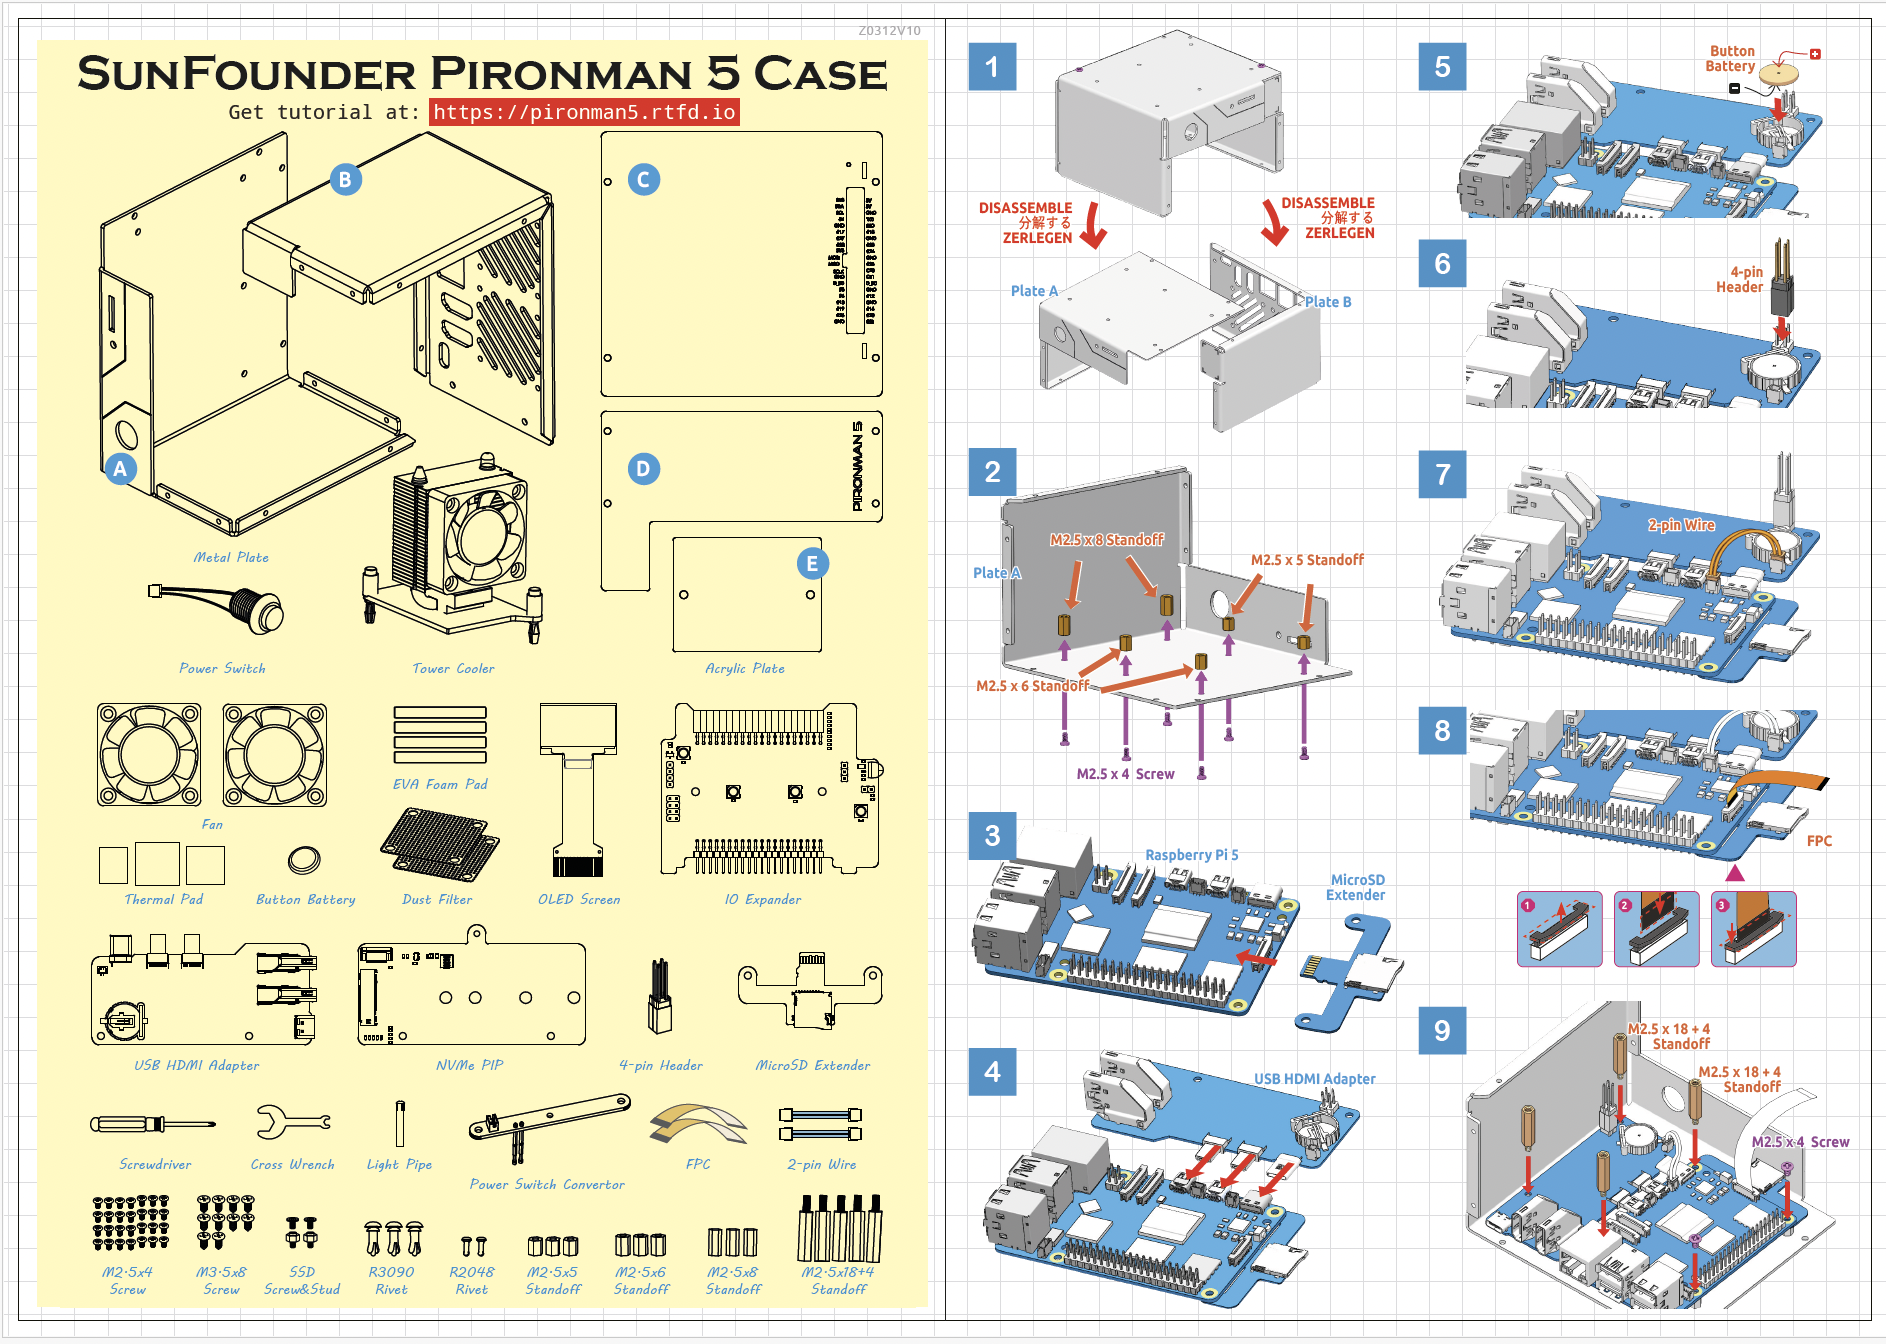 Z0312V10
SUNFOUNDER PIRONMAN 5 CASE
Get tutorial at: https://pironman5.rtfd.io
A
B
C
D
PIRONMAN 5
E
Metal Plate
Power Switch
Tower Cooler
Acrylic Plate
Fan
EVA Foam Pad
Thermal Pad
Button Battery
Dust Filter
OLED Screen
IO Expander
USB HDMI Adapter
NVMe PIP
4-pin Header
MicroSD Extender
Screwdriver
Cross Wrench
Light Pipe
Power Switch Convertor
FPC
2-pin Wire
M2.5x4
Screw
M3.5x8
Screw
SSD
Screw&Stud
R3090
Rivet
R2048
Rivet
M2.5x5
Standoff
M2.5x6
Standoff
M2.5x8
Standoff
M2.5x18+4
Standoff
1
DISASSEMBLE
分解する
ZERLEGEN
DISASSEMBLE
分解する
ZERLEGEN
Plate A
Plate B
2
M2.5 x 8 Standoff
M2.5 x 5 Standoff
Plate A
M2.5 x 6 Standoff
M2.5 x 4 Screw
3
Raspberry Pi 5
MicroSD
Extender
4
USB HDMI Adapter
5
Button
Battery
6
4-pin
Header
7
2-pin Wire
8
FPC
1
2
3
9
M2.5 x 18 + 4
Standoff
M2.5 x 18 + 4
Standoff
M2.5 x 4 Screw